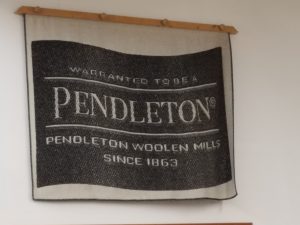 WARRANTED TO BE A
PENDLETON®
PENDLETON WOOLEN MILLS
SINCE 1863